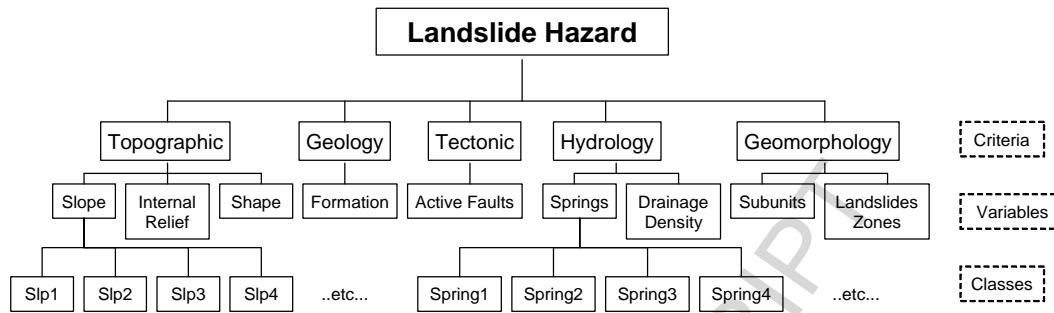 Landslide Hazard
Topographic Geology Tectonic Hydrology Geomorphology Criteria
Slope Internal Relief Shape Formation Active Faults Springs Drainage Density Subunits Landslides Zones Variables
Slp1 Slp2 Slp3 Slp4 ..etc... Spring1 Spring2 Spring3 Spring4 ..etc... Classes